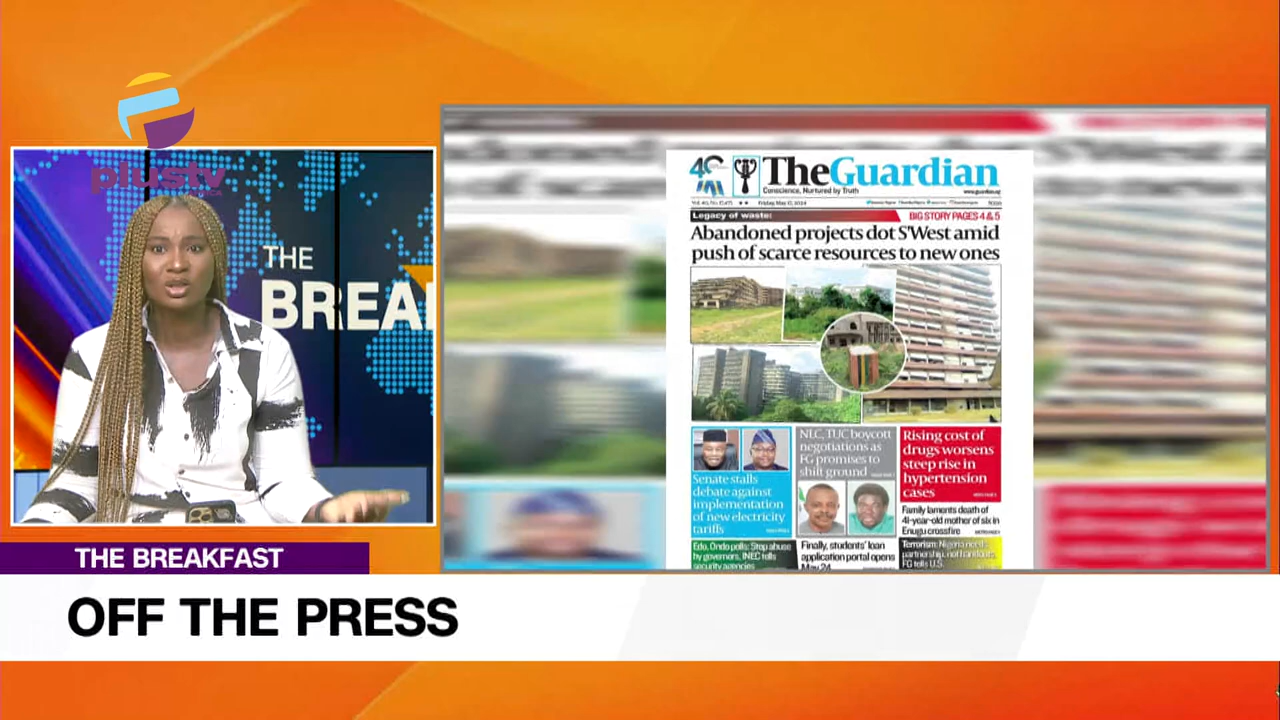 plustv
THE
BREA
THE BREAKFAST
OFF THE PRESS
40
TheGuardian
Conscience, Nurtured by Truth
www.guardian.ng
Friday, May 17, 2024
Legacy of waste:
BIG STORY PAGES 4 & 5
Abandoned projects dot S'West amid
push of scarce resources to new ones
Senate stalls
debate against
implementation
of new electricity
tariffs
NLC, TUC boycott
negotiations as
FG promises to
shift ground
Rising cost of
drugs worsens
steep rise in
hypertension
cases
Family laments death of
41-year-old mother of six in
Enugu crossfire
Edo, Ondo polls: Stop abuse
by governors, INEC tells
security agencies
Finally, students' loan
application portal opens
May 24
Terrorism: Nigeria needs
partnership, not handouts,
FG tells U.S.